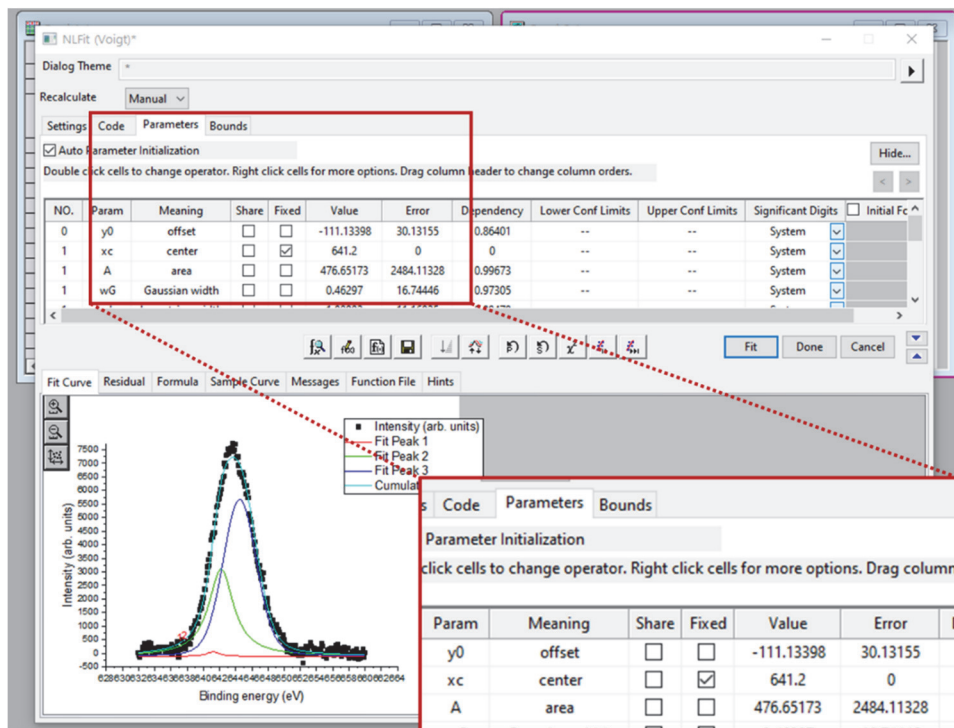 NLFit (Voigt)*
Dialog Theme *
Recalculate Manual
Settings Code Parameters Bounds
Auto Parameter Initialization
Hide...
Double click cells to change operator. Right click cells for more options. Drag column header to change column orders.
< >
NO. Param Meaning Share Fixed Value Error Dependency Lower Conf Limits Upper Conf Limits Significant Digits Initial Fo
0 y0 offset -111.13398 30.13155 0.86401 -- -- System
1 xc center 641.2 0 0 -- -- System
1 A area 476.65173 2484.11328 0.99673 -- -- System
1 wG Gaussian width 0.46297 16.74446 0.97305 -- -- System
Fit Done Cancel
Fit Curve Residual Formula Sample Curve Messages Function File Hints
Intensity (arb. units)
Fit Peak 1
Fit Peak 2
Fit Peak 3
Cumulat
7500
7000
6500
6000
5500
5000
4500
4000
3500
3000
2500
2000
1500
1000
500
0
-500
Intensity (arb. units)
Binding energy (eV)
s Code Parameters Bounds
Parameter Initialization
click cells to change operator. Right click cells for more options. Drag column
Param Meaning Share Fixed Value Error
y0 offset -111.13398 30.13155
xc center 641.2 0
A area 476.65173 2484.11328